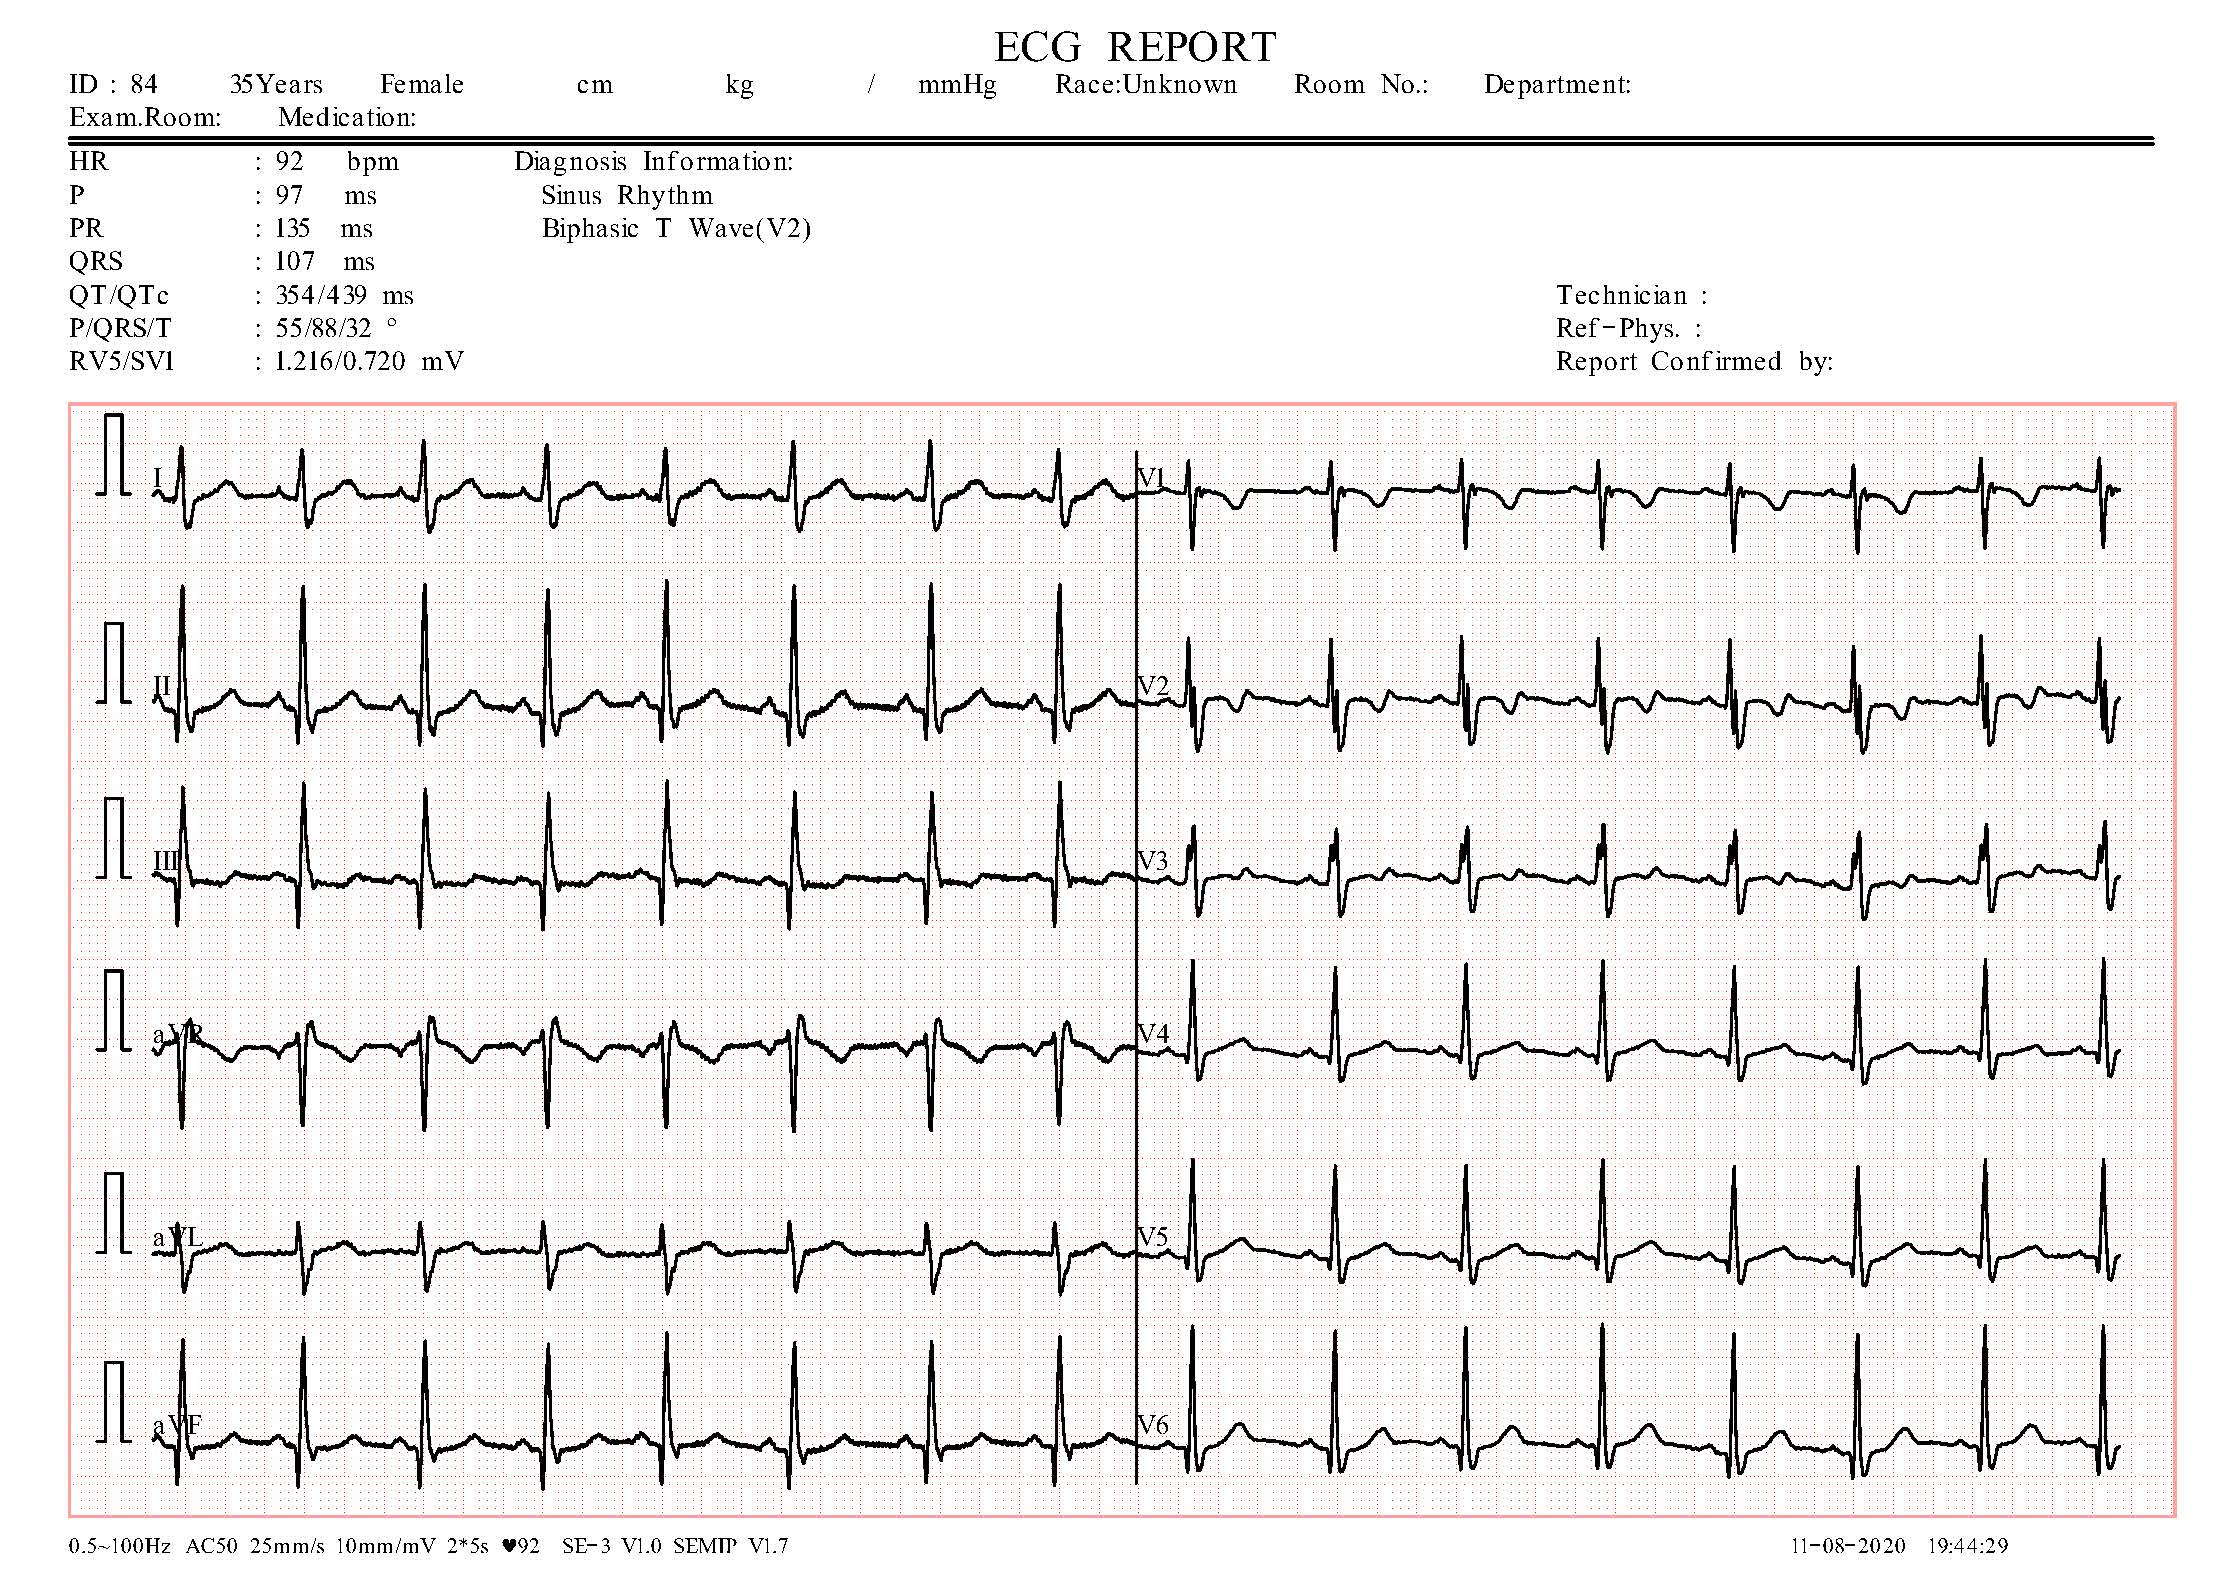 ECG REPORT
ID : 84 35Years Female cm kg / mmHg Race:Unknown Room No.: Department:
Exam.Room: Medication:
HR : 92 bpm Diagnosis Information:
P : 97 ms Sinus Rhythm
PR : 135 ms Biphasic T Wave(V2)
QRS : 107 ms
QT/QTc : 354/439 ms Technician :
P/QRS/T : 55/88/32 ° Ref-Phys. :
RV5/SV1 : 1.216/0.720 mV Report Confirmed by:
I V1
II V2
III V3
aVR V4
aVL V5
aVF V6
0.5~100Hz AC50 25mm/s 10mm/mV 2*5s ♥92 SE-3 V1.0 SEMIP V1.7 11-08-2020 19:44:29